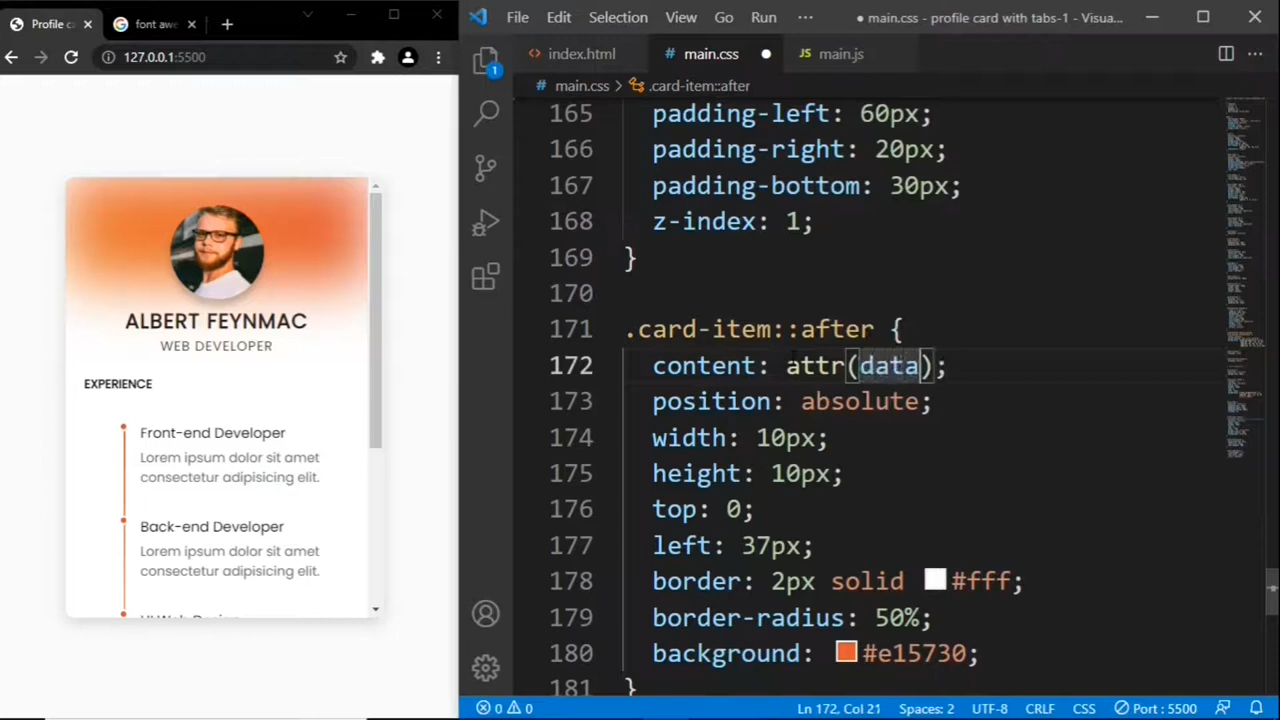 Profile ca
font awe
127.0.0.1:5500
ALBERT FEYNMAC
WEB DEVELOPER
EXPERIENCE
Front-end Developer
Lorem ipsum dolor sit amet
consectetur adipisicing elit.
Back-end Developer
Lorem ipsum dolor sit amet
consectetur adipisicing elit.
File Edit Selection View Go Run ● main.css - profile card with tabs-1 - Visua...
<> index.html # main.css ● JS main.js
# main.css > .card-item::after
1
165 padding-left: 60px;
166 padding-right: 20px;
167 padding-bottom: 30px;
168 z-index: 1;
169 }
170
171 .card-item::after {
172 content: attr(data);
173 position: absolute;
174 width: 10px;
175 height: 10px;
176 top: 0;
177 left: 37px;
178 border: 2px solid #fff;
179 border-radius: 50%;
180 background: #e15730;
181 }
0 0 Ln 172, Col 21 Spaces: 2 UTF-8 CRLF CSS Port : 5500